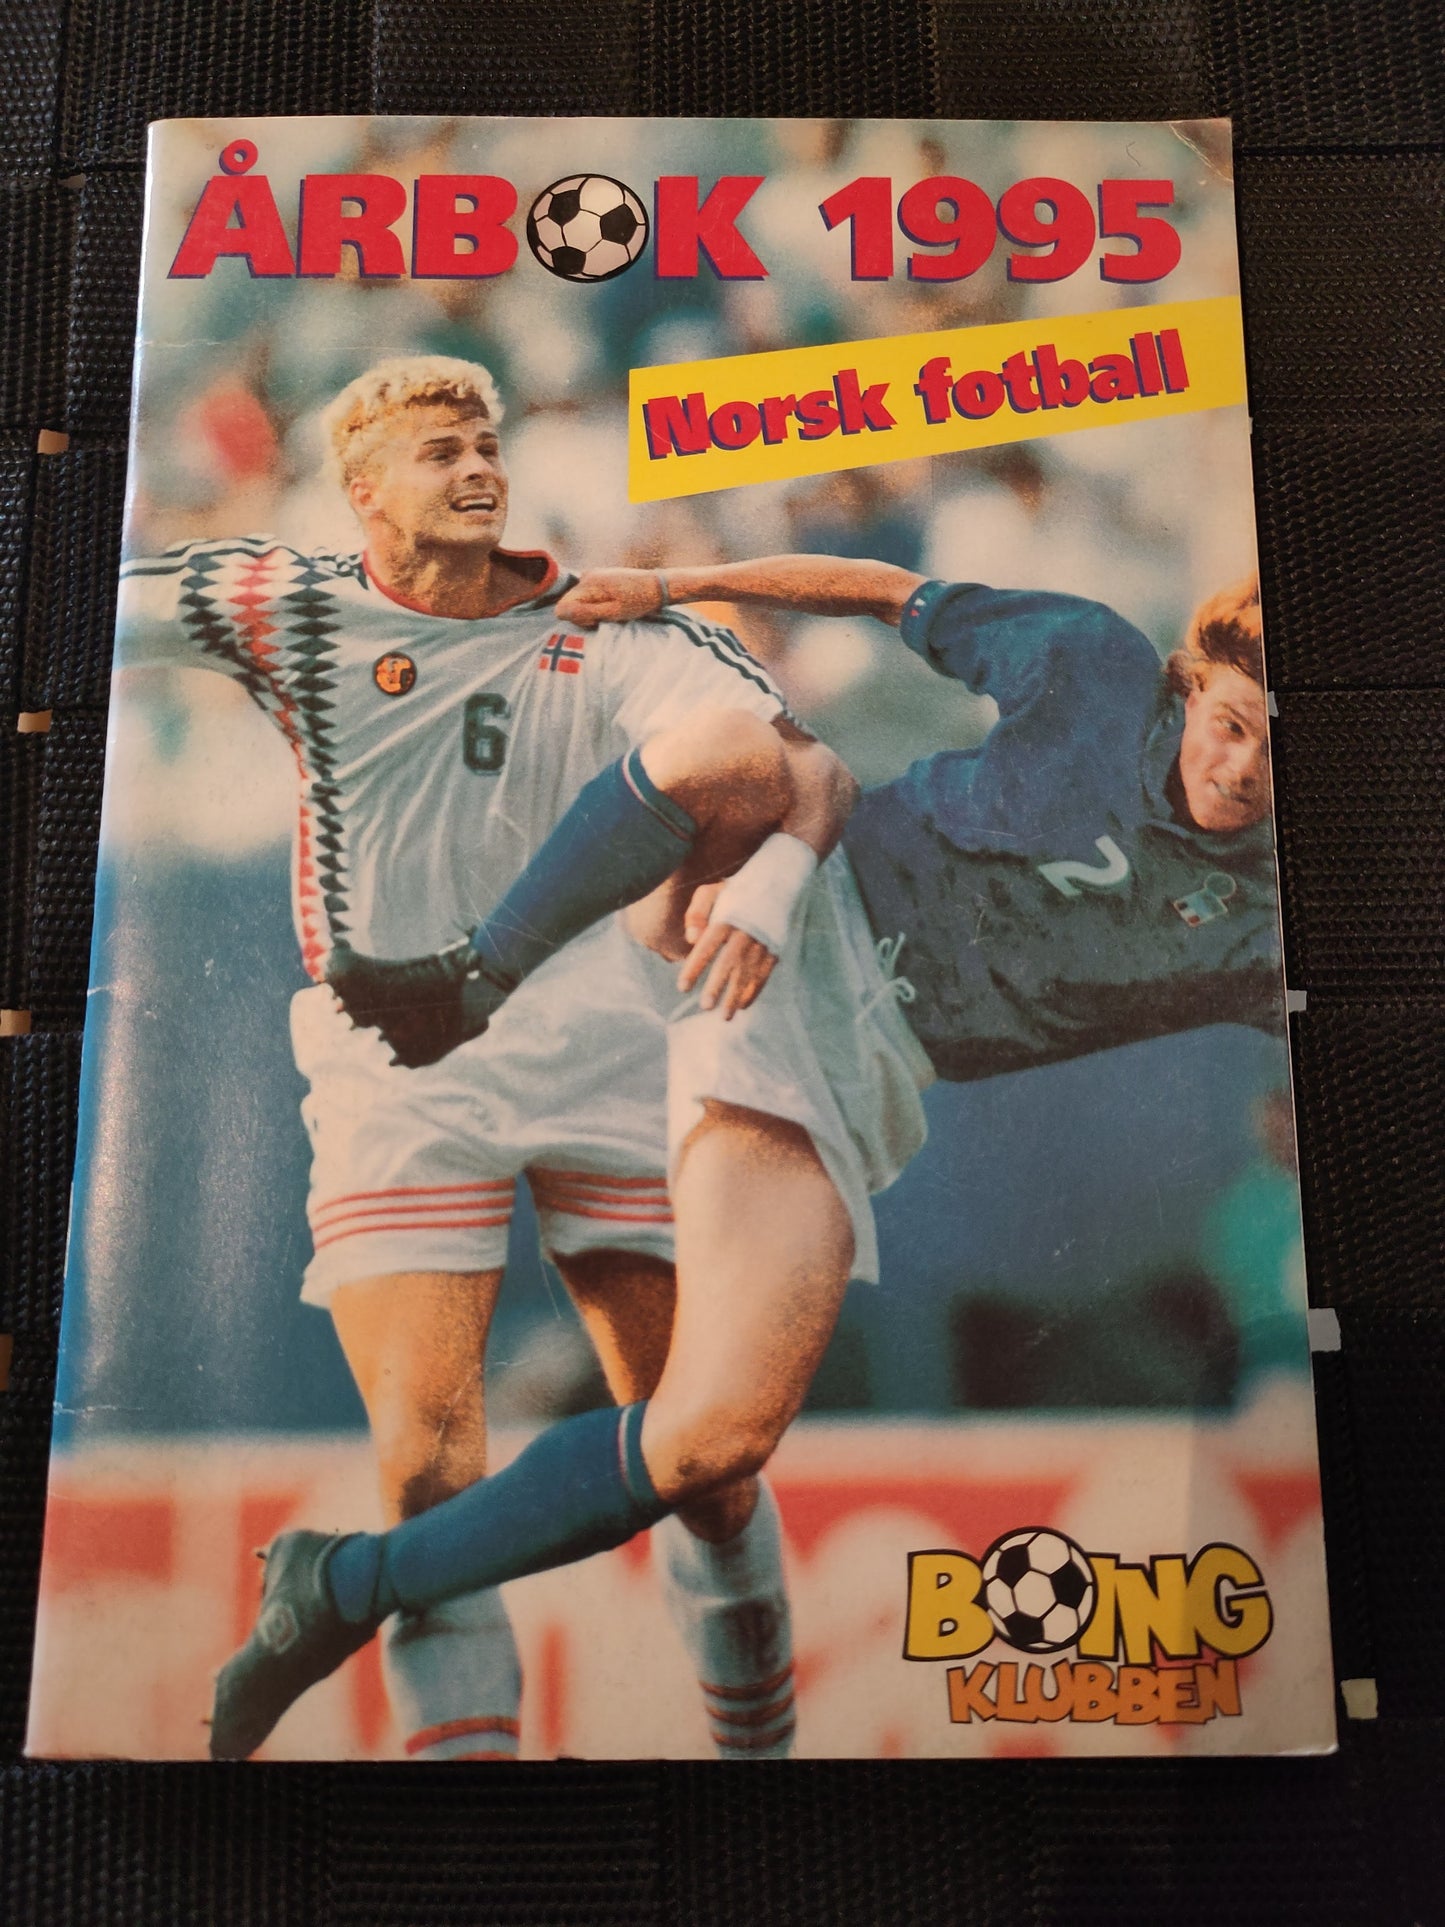 ÅRBOK 1995
Norsk fotball
6
2
BOING
KLUBBEN